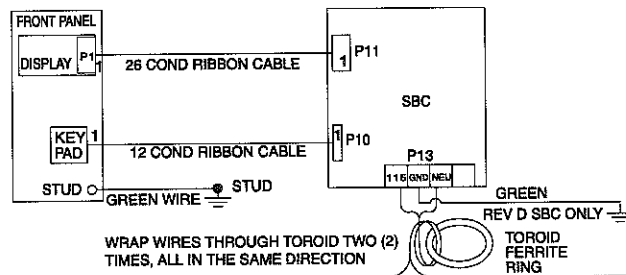 FRONT PANEL
DISPLAY
P1
1
26 COND RIBBON CABLE
1
P11
SBC
KEY
PAD
1
12 COND RIBBON CABLE
1
P10
P13
115 GND NEU
STUD
GREEN WIRE
STUD
GREEN
REV D SBC ONLY
WRAP WIRES THROUGH TOROID TWO (2)
TIMES, ALL IN THE SAME DIRECTION
TOROID
FERRITE
RING